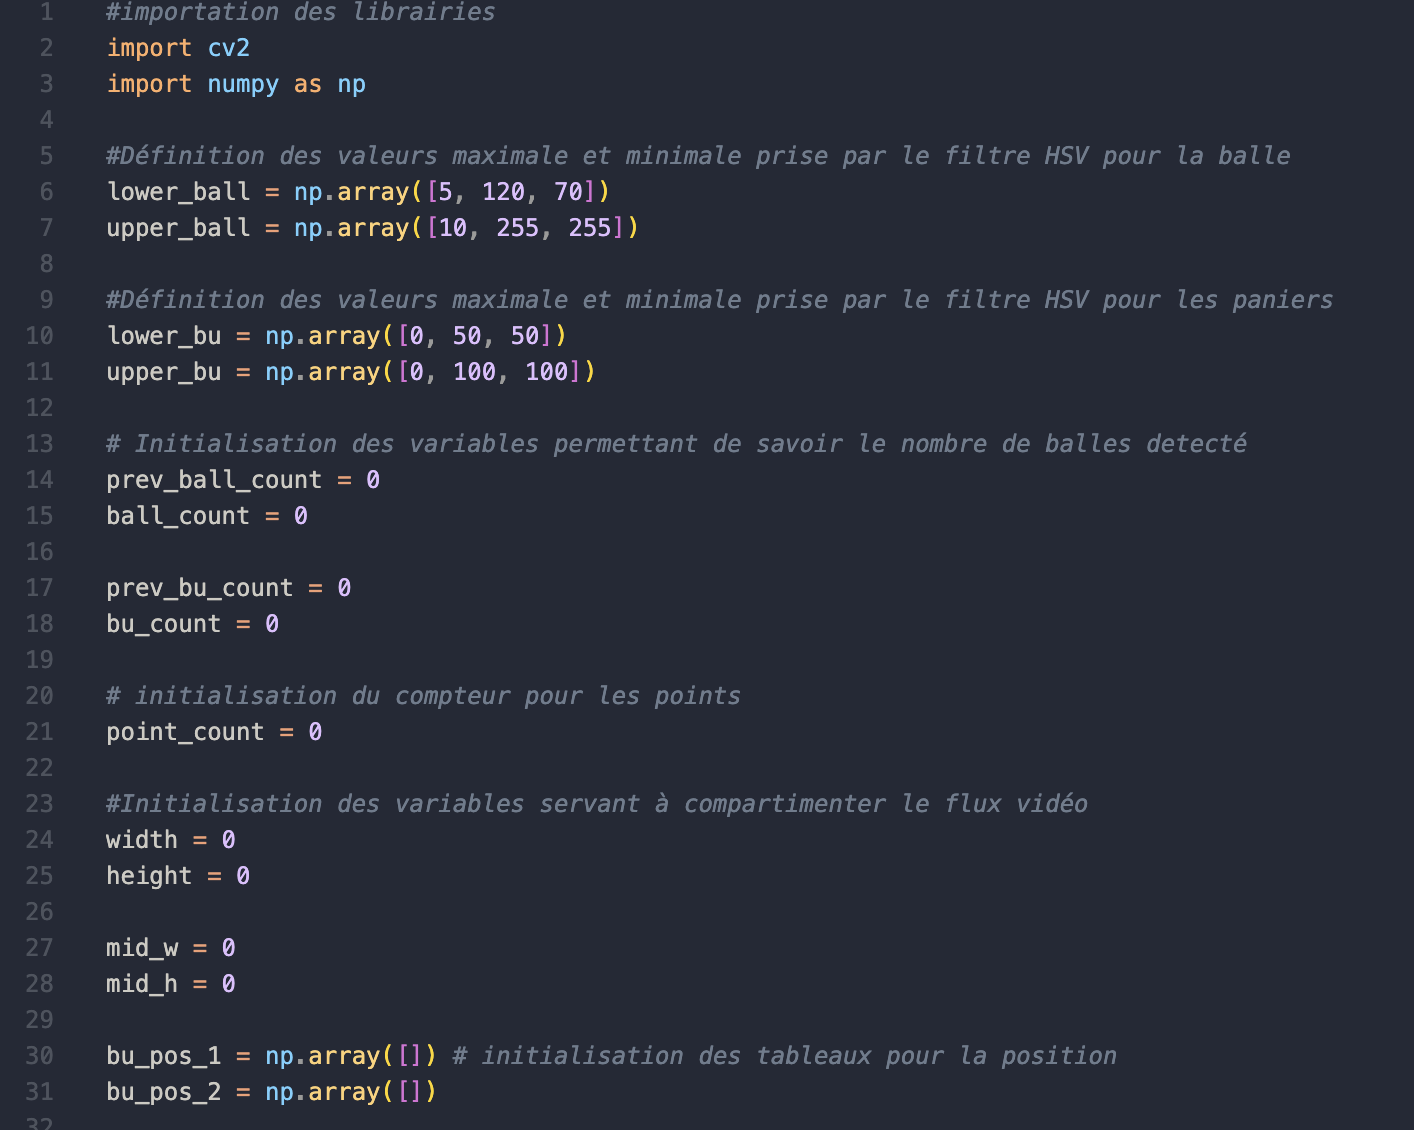 1 #importation des librairies
2 import cv2
3 import numpy as np
4
5 #Définition des valeurs maximale et minimale prise par le filtre HSV pour la balle
6 lower_ball = np.array([5, 120, 70])
7 upper_ball = np.array([10, 255, 255])
8
9 #Définition des valeurs maximale et minimale prise par le filtre HSV pour les paniers
10 lower_bu = np.array([0, 50, 50])
11 upper_bu = np.array([0, 100, 100])
12
13 # Initialisation des variables permettant de savoir le nombre de balles detecté
14 prev_ball_count = 0
15 ball_count = 0
16
17 prev_bu_count = 0
18 bu_count = 0
19
20 # initialisation du compteur pour les points
21 point_count = 0
22
23 #Initialisation des variables servant à compartimenter le flux vidéo
24 width = 0
25 height = 0
26
27 mid_w = 0
28 mid_h = 0
29
30 bu_pos_1 = np.array([]) # initialisation des tableaux pour la position
31 bu_pos_2 = np.array([])
32